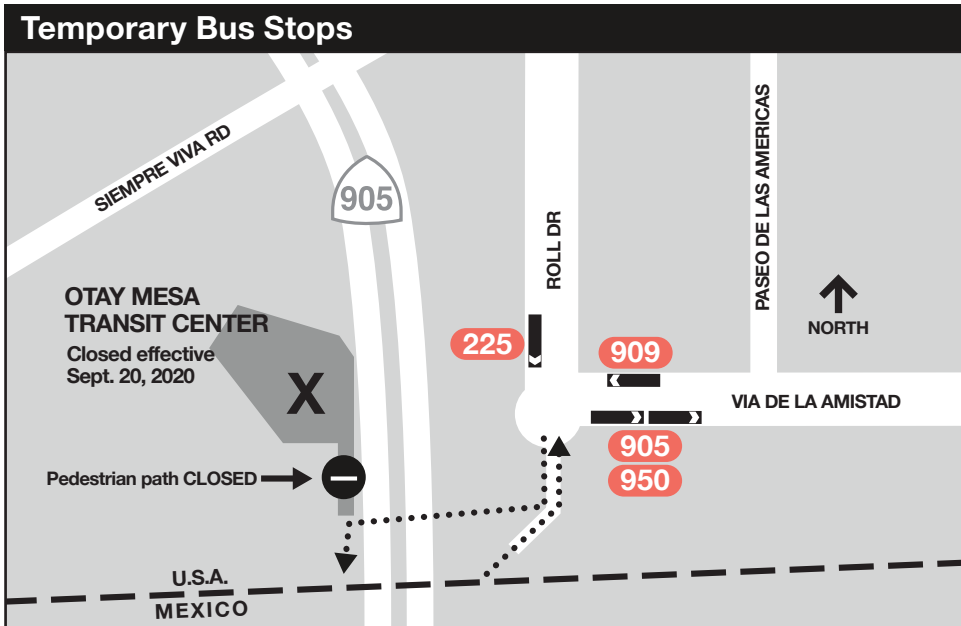 Temporary Bus Stops
SIEMPRE VIVA RD
905
ROLL DR
PASEO DE LAS AMERICAS
OTAY MESA
TRANSIT CENTER
Closed effective
Sept. 20, 2020
X
NORTH
225
909
VIA DE LA AMISTAD
905
950
Pedestrian path CLOSED
U.S.A.
MEXICO